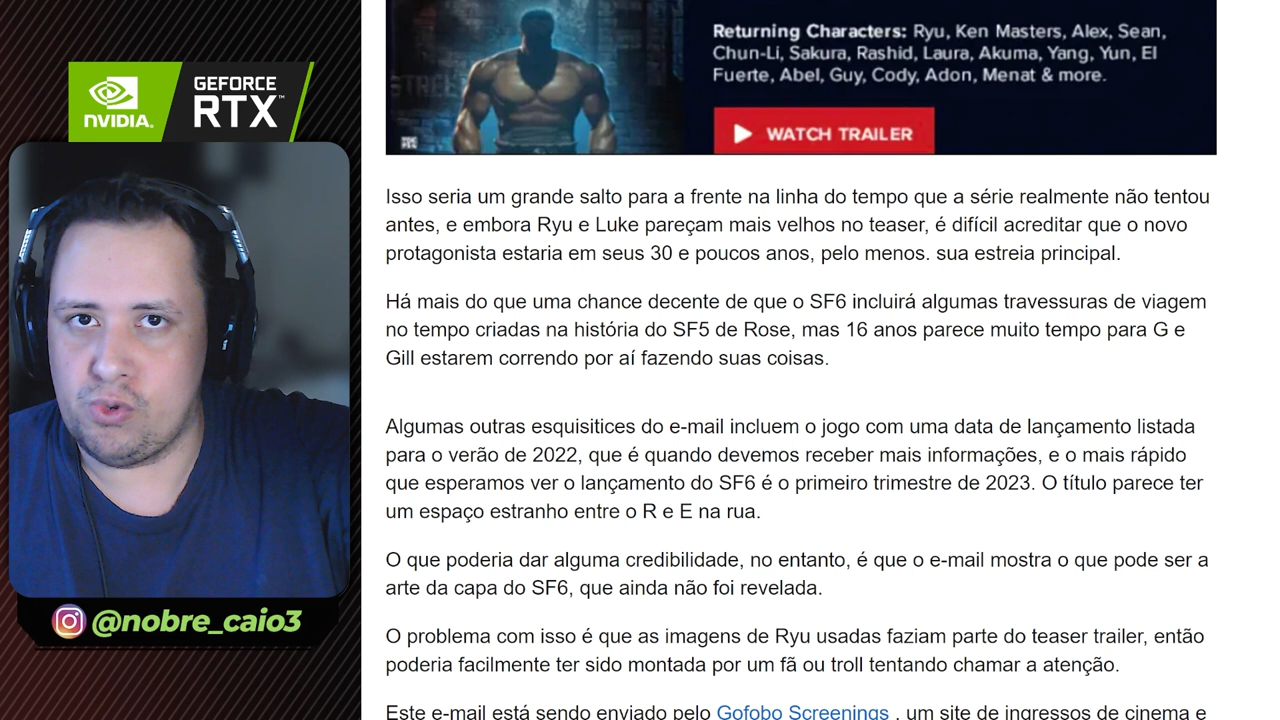 NVIDIA.
GEFORCE
RTX™
@nobre_caio3
Returning Characters: Ryu, Ken Masters, Alex, Sean,
Chun-Li, Sakura, Rashid, Laura, Akuma, Yang, Yun, El
Fuerte, Abel, Guy, Cody, Adon, Menat & more.
WATCH TRAILER
Isso seria um grande salto para a frente na linha do tempo que a série realmente não tentou
antes, e embora Ryu e Luke pareçam mais velhos no teaser, é difícil acreditar que o novo
protagonista estaria em seus 30 e poucos anos, pelo menos. sua estreia principal.
Há mais do que uma chance decente de que o SF6 incluirá algumas travessuras de viagem
no tempo criadas na história do SF5 de Rose, mas 16 anos parece muito tempo para G e
Gill estarem correndo por aí fazendo suas coisas.
Algumas outras esquisitices do e-mail incluem o jogo com uma data de lançamento listada
para o verão de 2022, que é quando devemos receber mais informações, e o mais rápido
que esperamos ver o lançamento do SF6 é o primeiro trimestre de 2023. O título parece ter
um espaço estranho entre o R e E na rua.
O que poderia dar alguma credibilidade, no entanto, é que o e-mail mostra o que pode ser a
arte da capa do SF6, que ainda não foi revelada.
O problema com isso é que as imagens de Ryu usadas faziam parte do teaser trailer, então
poderia facilmente ter sido montada por um fã ou troll tentando chamar a atenção.
Este e-mail está sendo enviado pelo Gofobo Screenings , um site de ingressos de cinema e